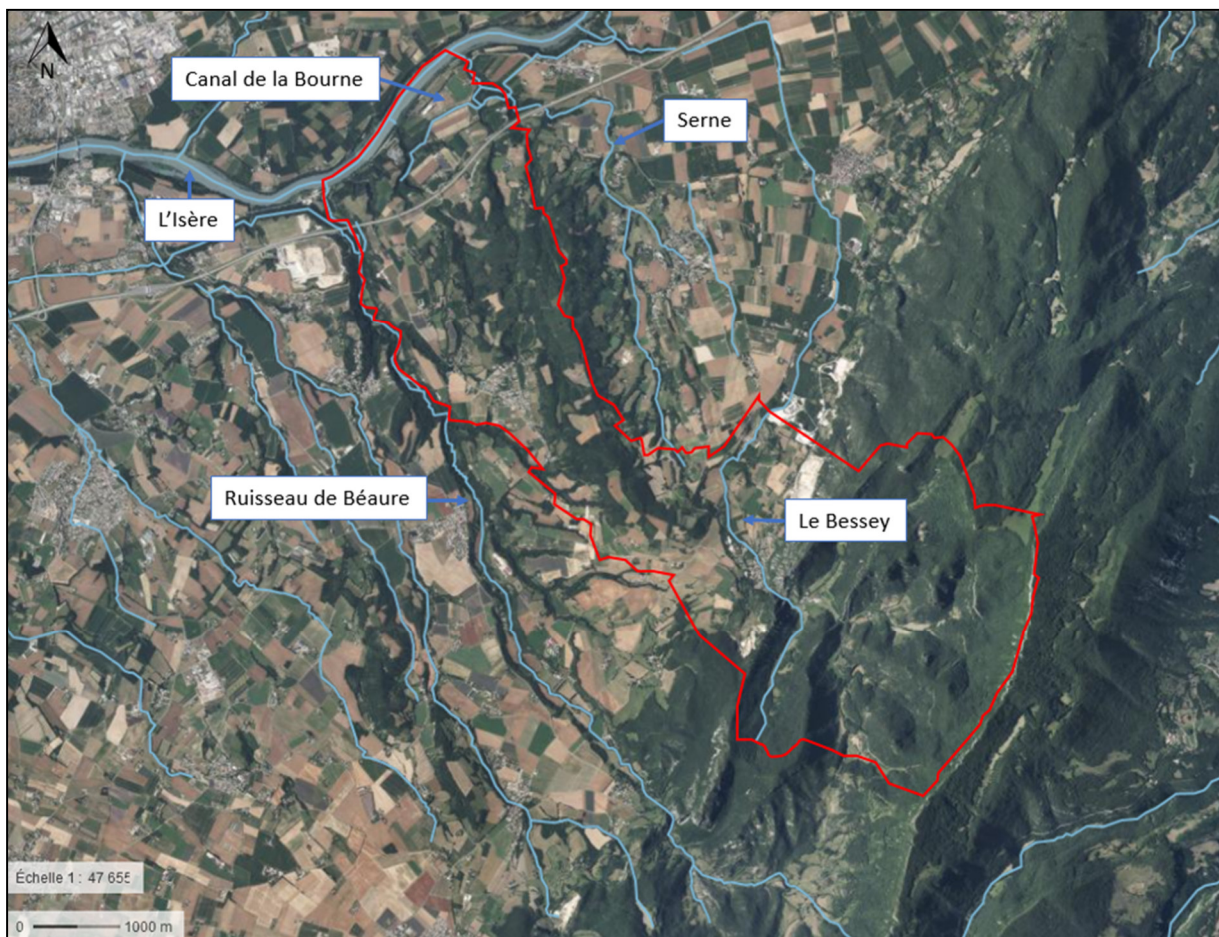 N
Canal de la Bourne
Serne
L'Isère
Ruisseau de Béaure
Le Bessey
Échelle 1 : 47 655
0 1000 m